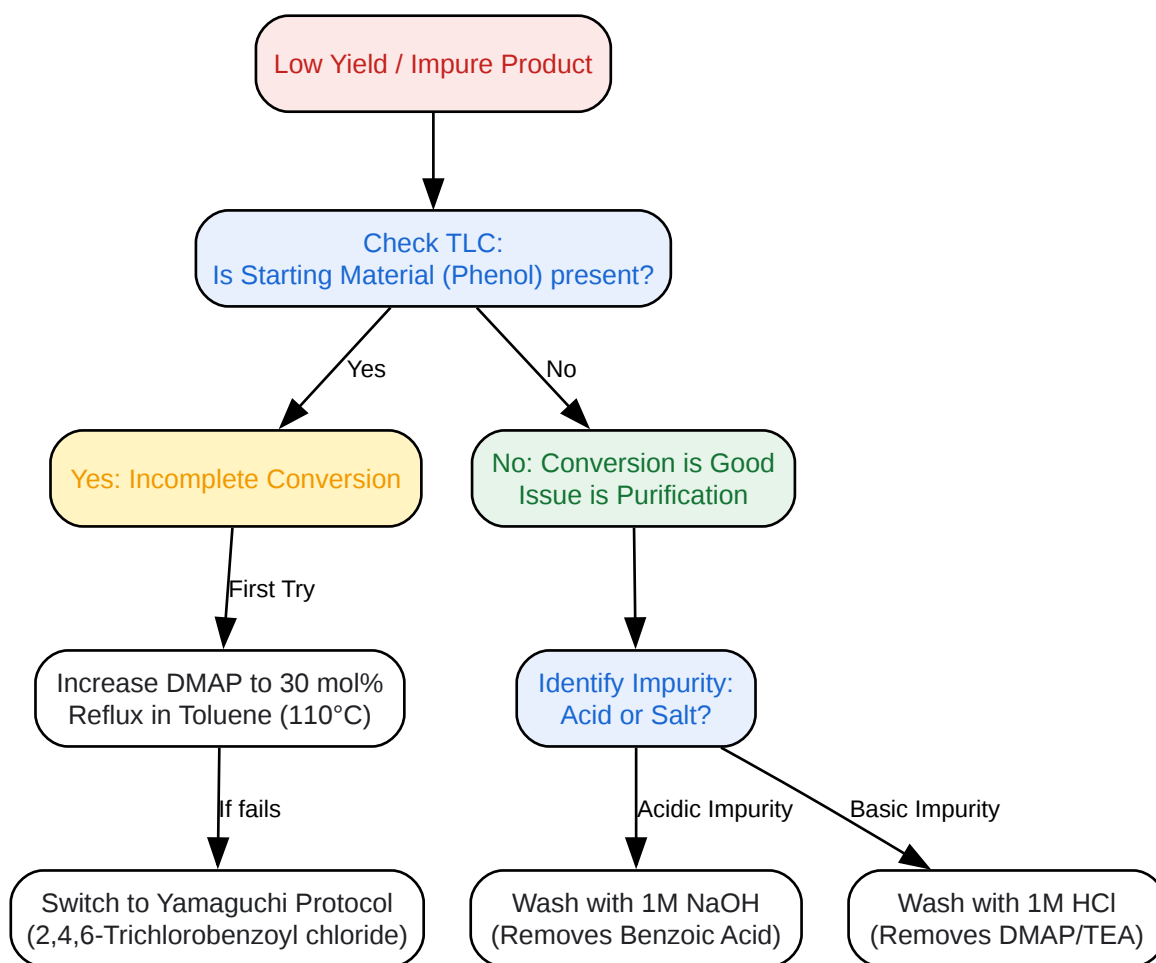 Low Yield / Impure Product
Check TLC:
Is Starting Material (Phenol) present?
Yes
No
Yes: Incomplete Conversion
No: Conversion is Good
Issue is Purification
First Try
Increase DMAP to 30 mol%
Reflux in Toluene (110°C)
Identify Impurity:
Acid or Salt?
If fails
Acidic Impurity
Basic Impurity
Switch to Yamaguchi Protocol
(2,4,6-Trichlorobenzoyl chloride)
Wash with 1M NaOH
(Removes Benzoic Acid)
Wash with 1M HCl
(Removes DMAP/TEA)